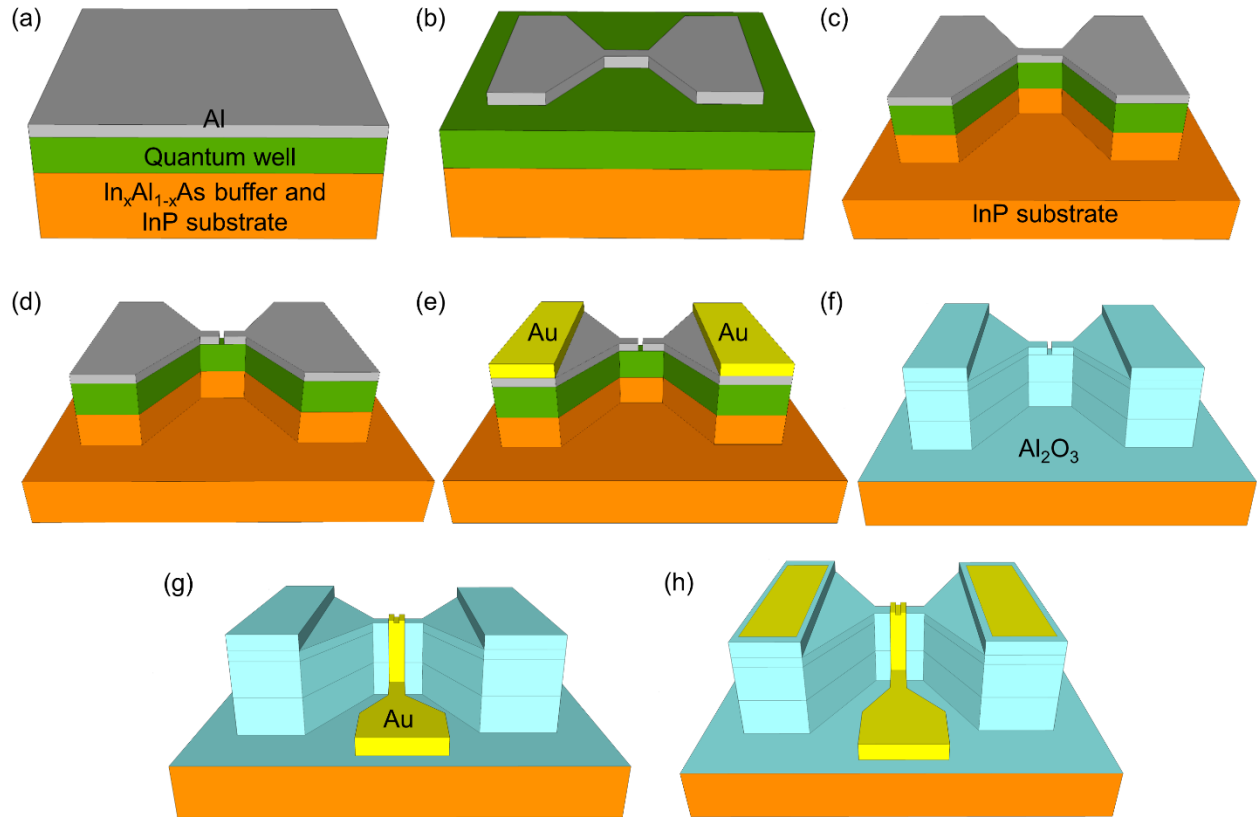 (a)
Al
Quantum well
InₓAl₁₋ₓAs buffer and
InP substrate
(b)
(c)
InP substrate
(d)
(e)
Au
Au
(f)
Al₂O₃
(g)
Au
(h)